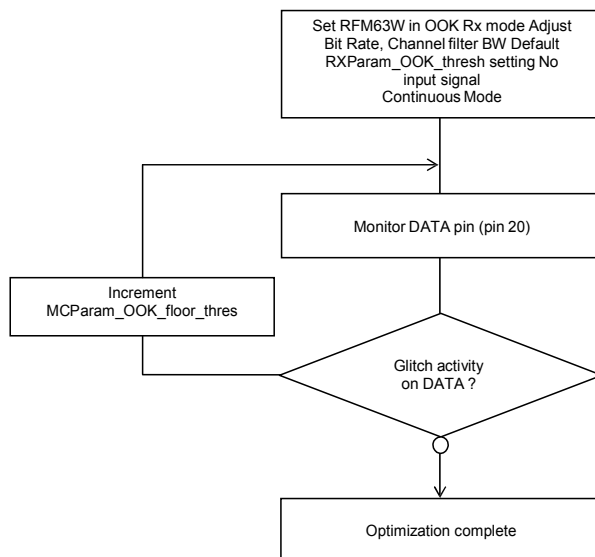 Set RFM63W in OOK Rx mode Adjust
Bit Rate, Channel filter BW Default
RXParam_OOK_thresh setting No
input signal
Continuous Mode
Monitor DATA pin (pin 20)
Increment
MCParam_OOK_floor_thres
Glitch activity
on DATA ?
Optimization complete